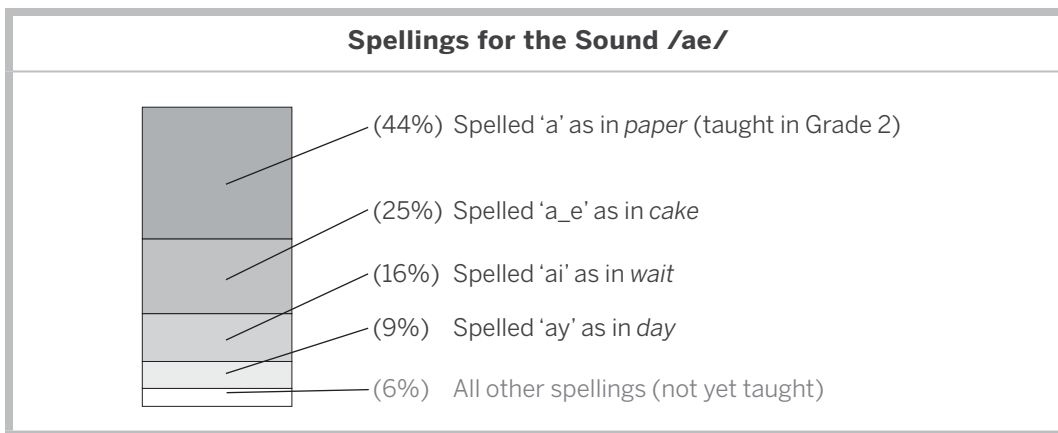 Spellings for the Sound /ae/
(44%) Spelled ‘a’ as in paper (taught in Grade 2)
(25%) Spelled ‘a_e’ as in cake
(16%) Spelled ‘ai’ as in wait
(9%) Spelled ‘ay’ as in day
(6%) All other spellings (not yet taught)